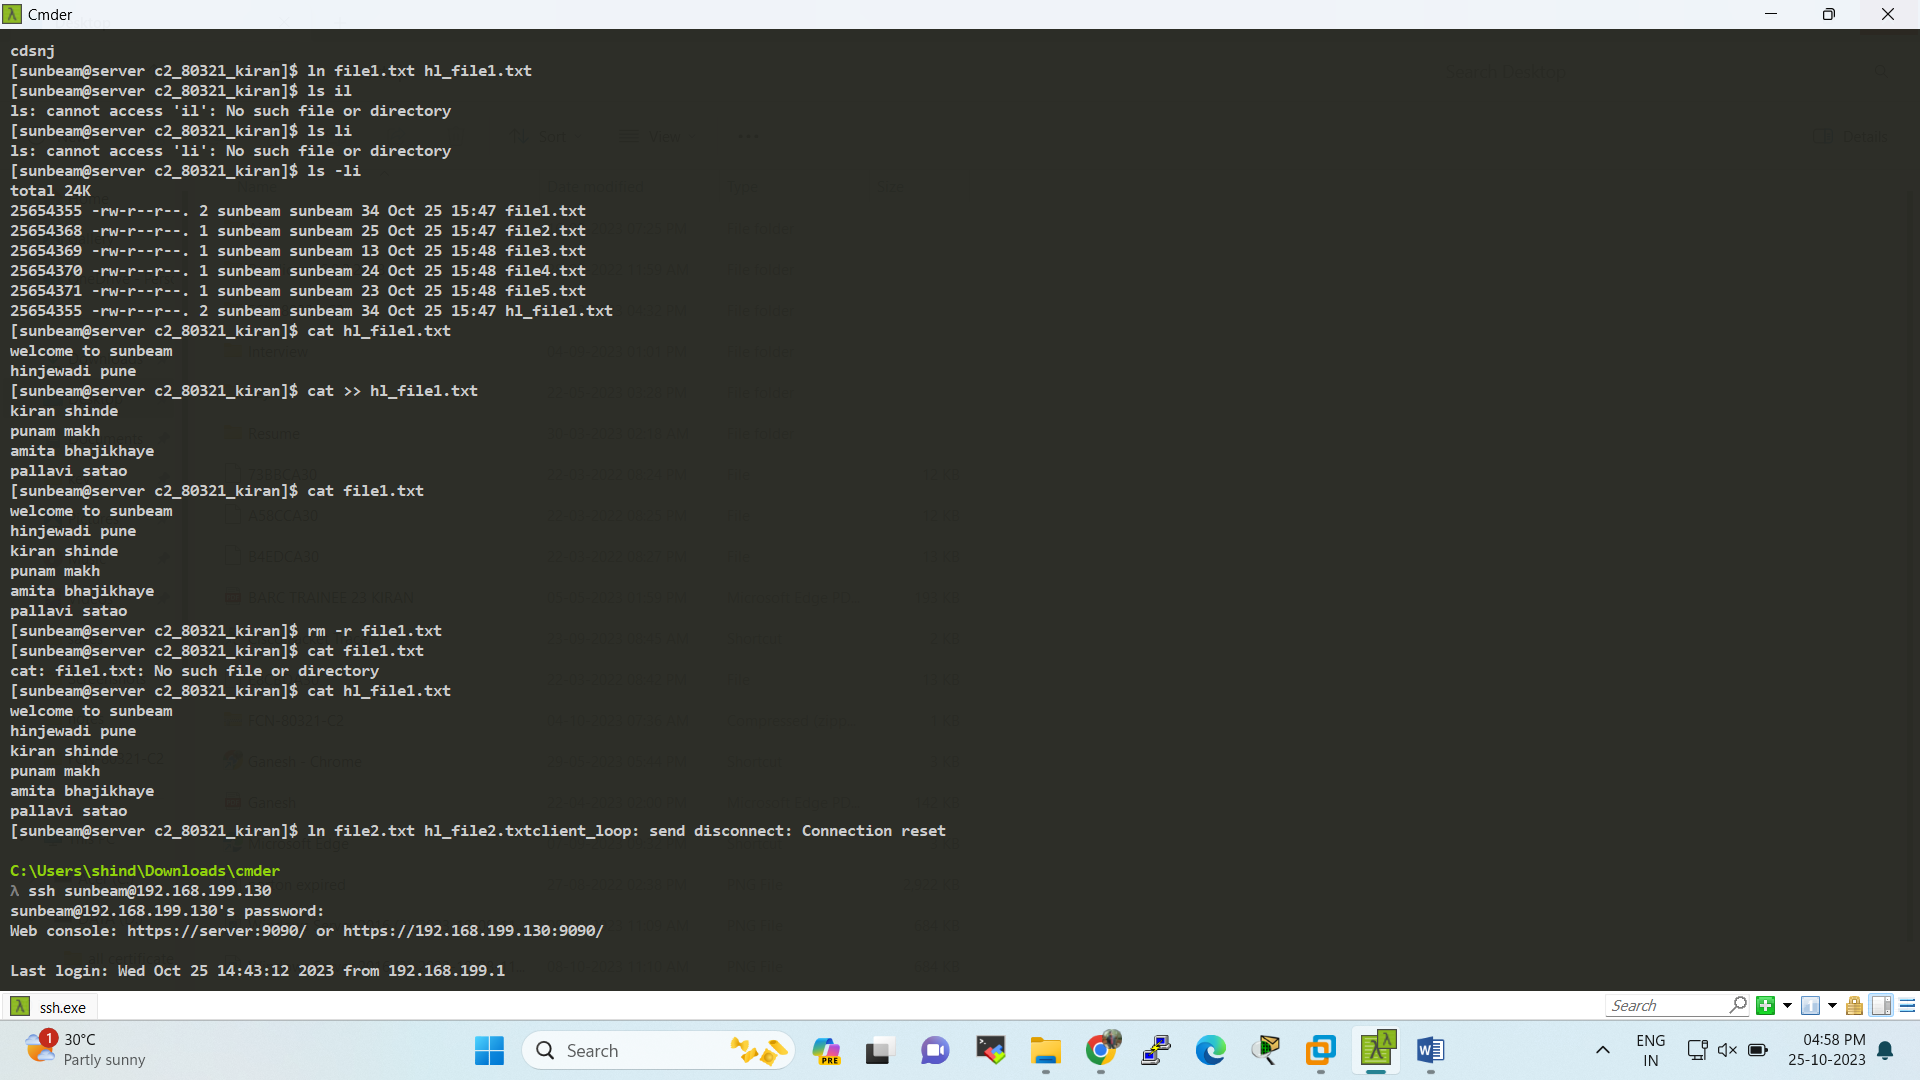 Cmder
cdsnj
[sunbeam@server c2_80321_kiran]$ ln file1.txt hl_file1.txt
[sunbeam@server c2_80321_kiran]$ ls il
ls: cannot access 'il': No such file or directory
[sunbeam@server c2_80321_kiran]$ ls li
ls: cannot access 'li': No such file or directory
[sunbeam@server c2_80321_kiran]$ ls -li
total 24K
25654355 -rw-r--r--. 2 sunbeam sunbeam 34 Oct 25 15:47 file1.txt
25654368 -rw-r--r--. 1 sunbeam sunbeam 25 Oct 25 15:47 file2.txt
25654369 -rw-r--r--. 1 sunbeam sunbeam 13 Oct 25 15:48 file3.txt
25654370 -rw-r--r--. 1 sunbeam sunbeam 24 Oct 25 15:48 file4.txt
25654371 -rw-r--r--. 1 sunbeam sunbeam 23 Oct 25 15:48 file5.txt
25654355 -rw-r--r--. 2 sunbeam sunbeam 34 Oct 25 15:47 hl_file1.txt
[sunbeam@server c2_80321_kiran]$ cat hl_file1.txt
welcome to sunbeam
hinjewadi pune
[sunbeam@server c2_80321_kiran]$ cat >> hl_file1.txt
kiran shinde
punam makh
amita bhajikhaye
pallavi satao
[sunbeam@server c2_80321_kiran]$ cat file1.txt
welcome to sunbeam
hinjewadi pune
kiran shinde
punam makh
amita bhajikhaye
pallavi satao
[sunbeam@server c2_80321_kiran]$ rm -r file1.txt
[sunbeam@server c2_80321_kiran]$ cat file1.txt
cat: file1.txt: No such file or directory
[sunbeam@server c2_80321_kiran]$ cat hl_file1.txt
welcome to sunbeam
hinjewadi pune
kiran shinde
punam makh
amita bhajikhaye
pallavi satao
[sunbeam@server c2_80321_kiran]$ ln file2.txt hl_file2.txtclient_loop: send disconnect: Connection reset
C:\Users\shind\Downloads\cmder
λ ssh sunbeam@192.168.199.130
sunbeam@192.168.199.130's password:
Web console: https://server:9090/ or https://192.168.199.130:9090/
Last login: Wed Oct 25 14:43:12 2023 from 192.168.199.1
ssh.exe
Search
1
30°C
Partly sunny
Search
PRE
ENG
IN
04:58 PM
25-10-2023